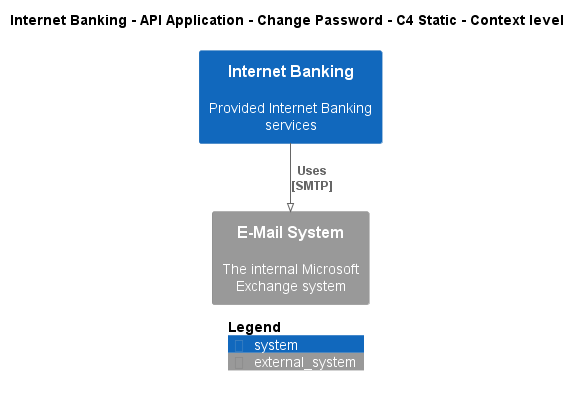 Internet Banking - API Application - Change Password - C4 Static - Context level
Internet Banking
Provided Internet Banking
services
Uses
[SMTP]
E-Mail System
The internal Microsoft
Exchange system
Legend
system
external_system